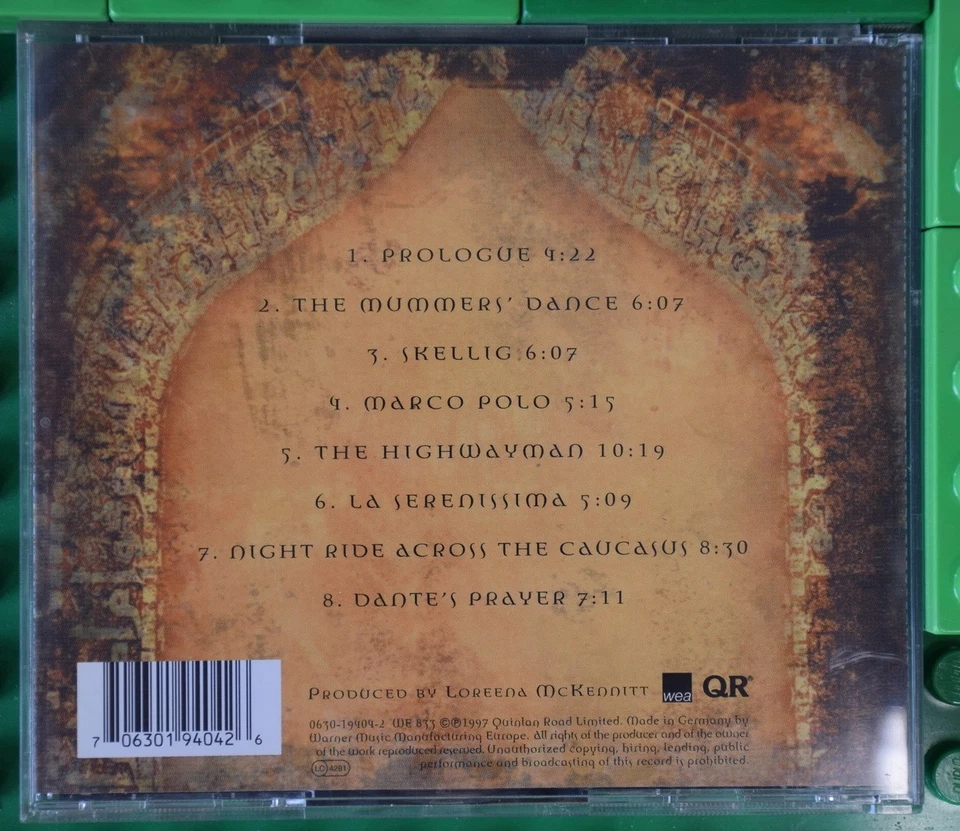 1. PROLOGUE 4:22
2. THE MUMMERS' DANCE 6:07
3. SKELLIG 6:07
4. MARCO POLO 5:15
5. THE HIGHWAYMAN 10:19
6. LA SERENISSIMA 5:09
7. NIGHT RIDE ACROSS THE CAUCASUS 8:30
8. DANTE'S PRAYER 7:11
PRODUCED BY LOREENA MCKENNITT wea QR
0630-19404-2 WE 833 ©℗1997 Quinlan Road Limited. Made in Germany by
Warner Music Manufacturing Europe. All rights of the producer and of the owner
of the work reproduced reserved. Unauthorized copying, hiring, lending, public
performance and broadcasting of this record is prohibited.
LC 4281
7 06301 94042 6